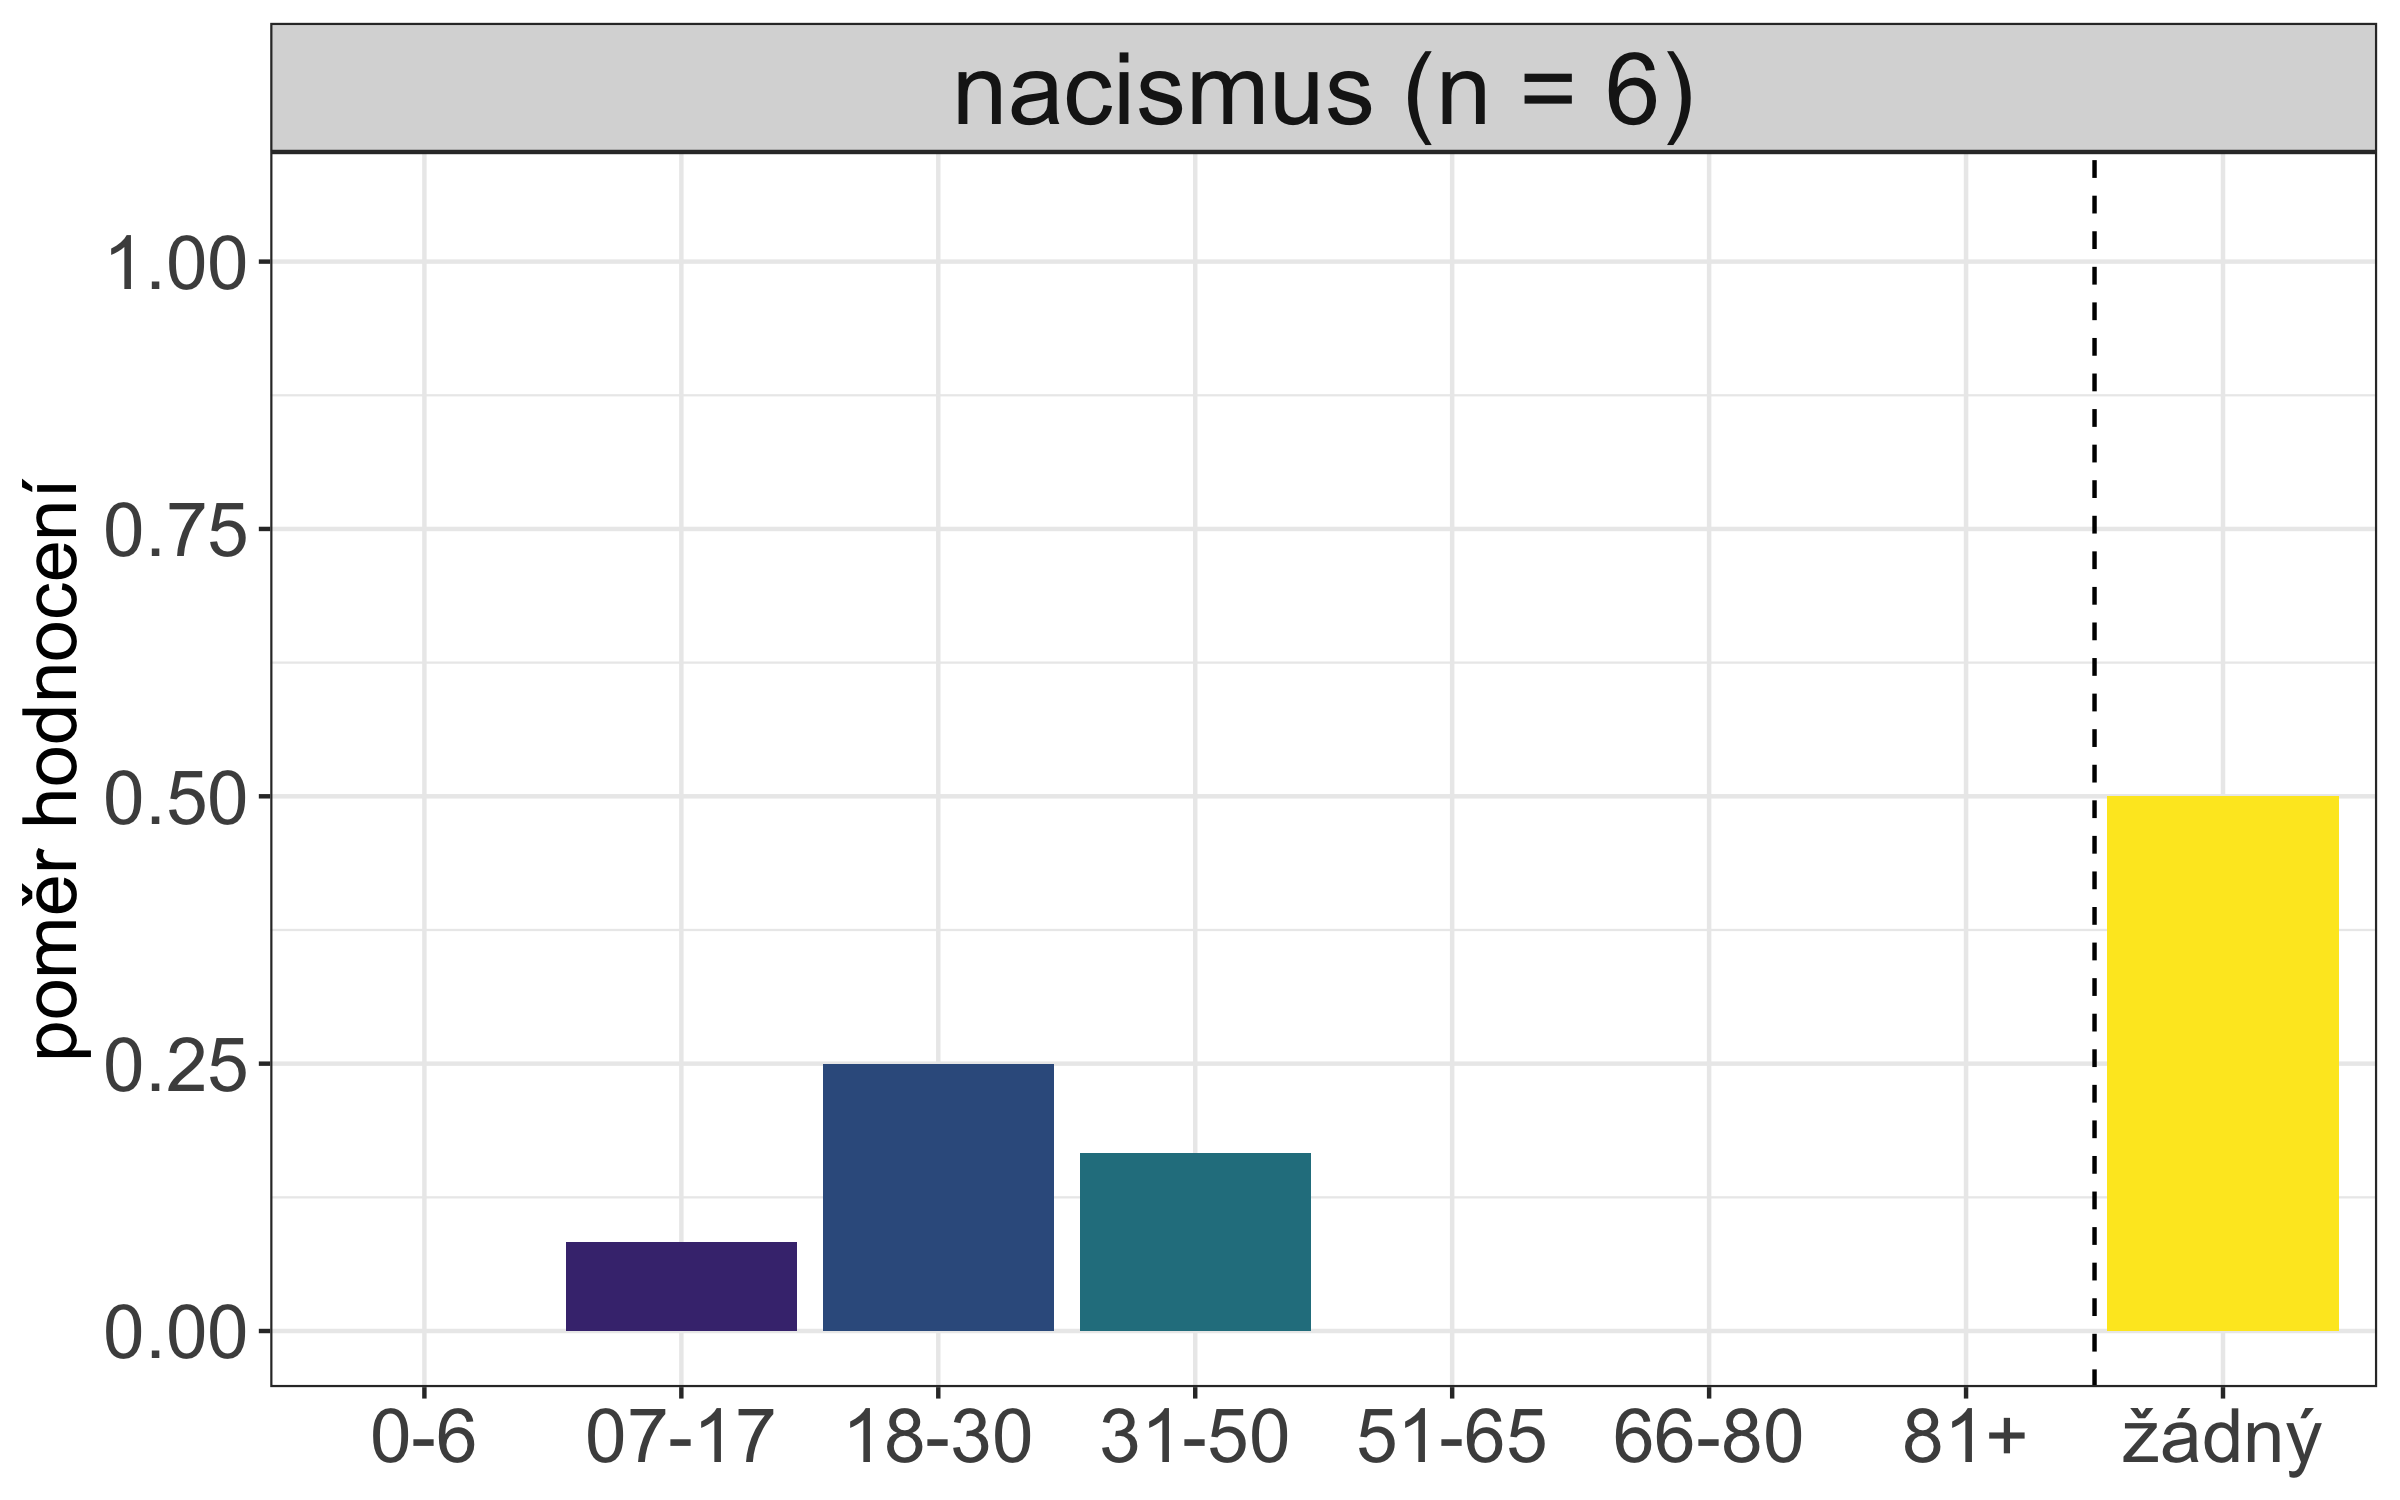 nacismus (n = 6)
poměr hodnocení
1.00
0.75
0.50
0.25
0.00
0-6 07-17 18-30 31-50 51-65 66-80 81+ žádný